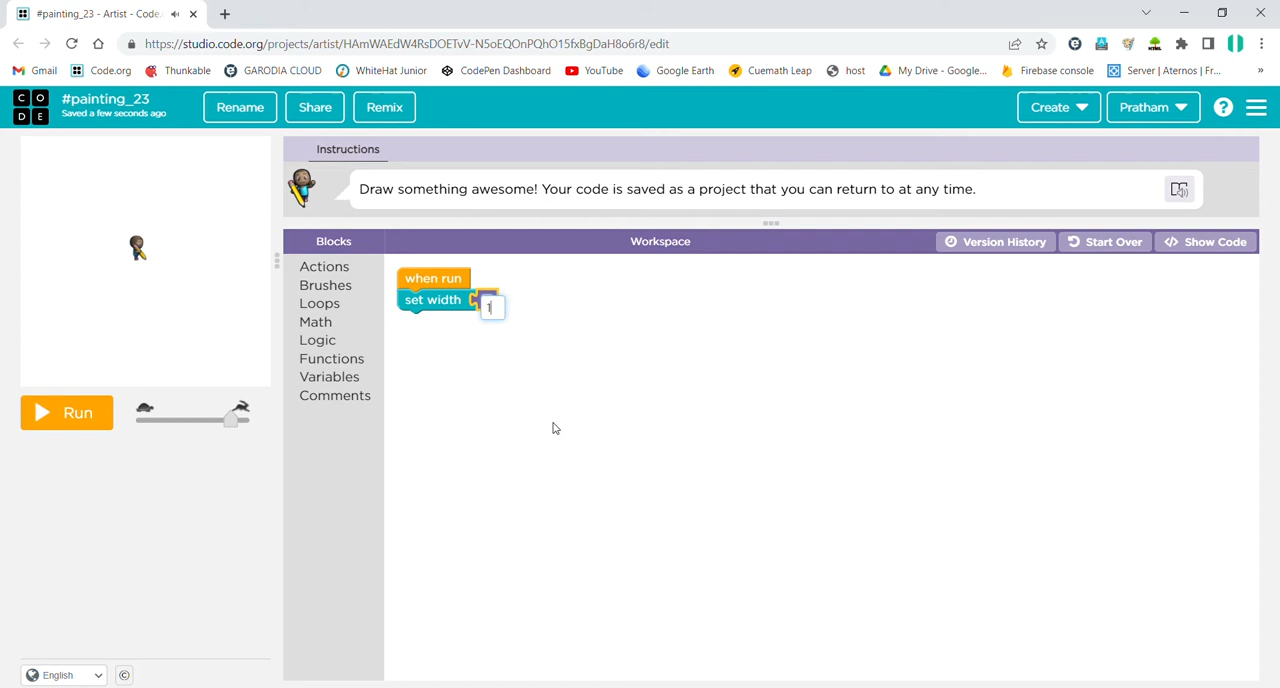 #painting_23 - Artist - Code.
https://studio.code.org/projects/artist/HAmWAEdW4RsDOETvV-N5oEQOnPQhO15fxBgDaH8o6r8/edit
Gmail Code.org Thunkable GARODIA CLOUD WhiteHat Junior CodePen Dashboard YouTube Google Earth Cuemath Leap host My Drive - Google... Firebase console Server | Aternos | Fr... »
C O D E
#painting_23
Saved a few seconds ago
Rename Share Remix Create Pratham ?
Instructions
Draw something awesome! Your code is saved as a project that you can return to at any time.
Blocks Workspace Version History Start Over </> Show Code
Actions
Brushes
Loops
Math
Logic
Functions
Variables
Comments
when run
set width 1
Run
English ©